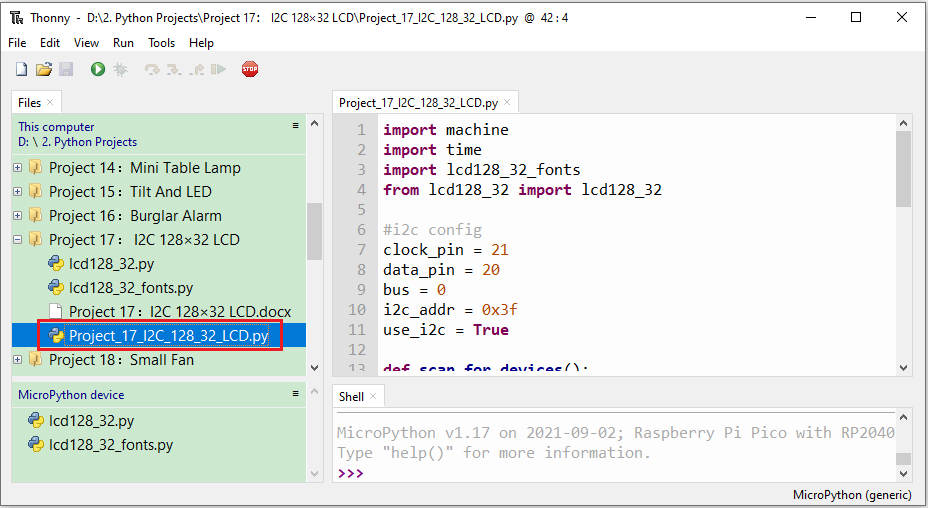 Thonny - D:\2. Python Projects\Project 17： I2C 128×32 LCD\Project_17_I2C_128_32_LCD.py @ 42 : 4
File Edit View Run Tools Help
STOP
Files
This computer
D: \ 2. Python Projects
Project 14：Mini Table Lamp
Project 15：Tilt And LED
Project 16：Burglar Alarm
Project 17： I2C 128×32 LCD
lcd128_32.py
lcd128_32_fonts.py
Project 17：I2C 128×32 LCD.docx
Project_17_I2C_128_32_LCD.py
Project 18：Small Fan
MicroPython device
lcd128_32.py
lcd128_32_fonts.py
Project_17_I2C_128_32_LCD.py
1 import machine
2 import time
3 import lcd128_32_fonts
4 from lcd128_32 import lcd128_32
5
6 #i2c config
7 clock_pin = 21
8 data_pin = 20
9 bus = 0
10 i2c_addr = 0x3f
11 use_i2c = True
12
13 def scan_for_devices():
Shell
MicroPython v1.17 on 2021-09-02; Raspberry Pi Pico with RP2040
Type "help()" for more information.
>>>
MicroPython (generic)